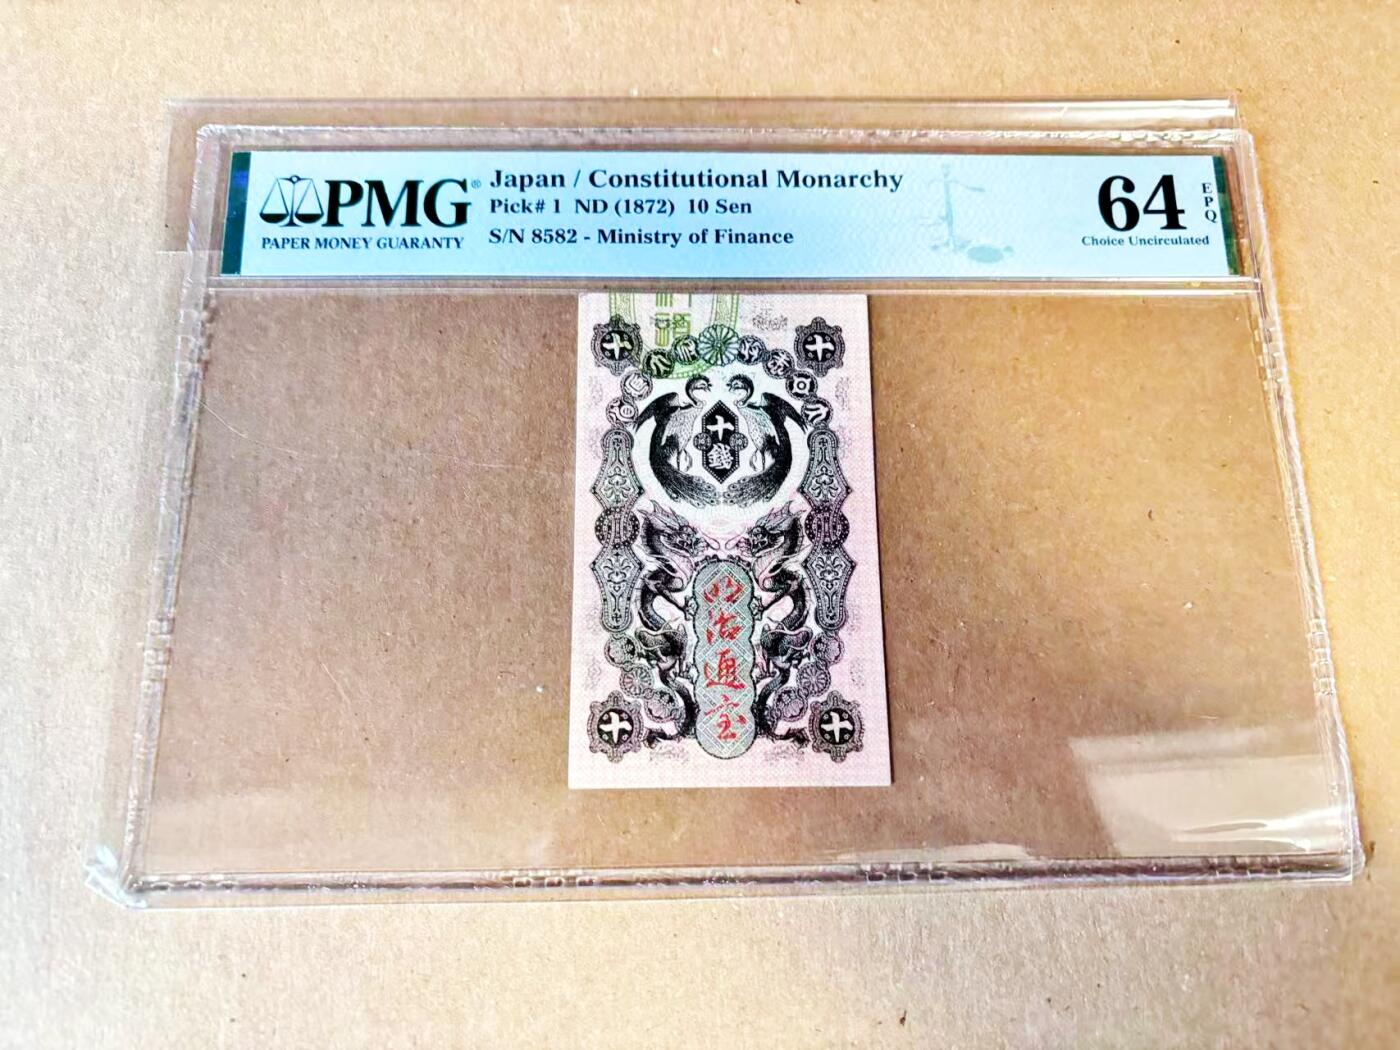 PMG®
PAPER MONEY GUARANTY
Japan / Constitutional Monarchy
Pick# 1 ND (1872) 10 Sen
S/N 8582 - Ministry of Finance
64
EPQ
Choice Uncirculated
十
十
十
錢
明
治
通
宝
十
十